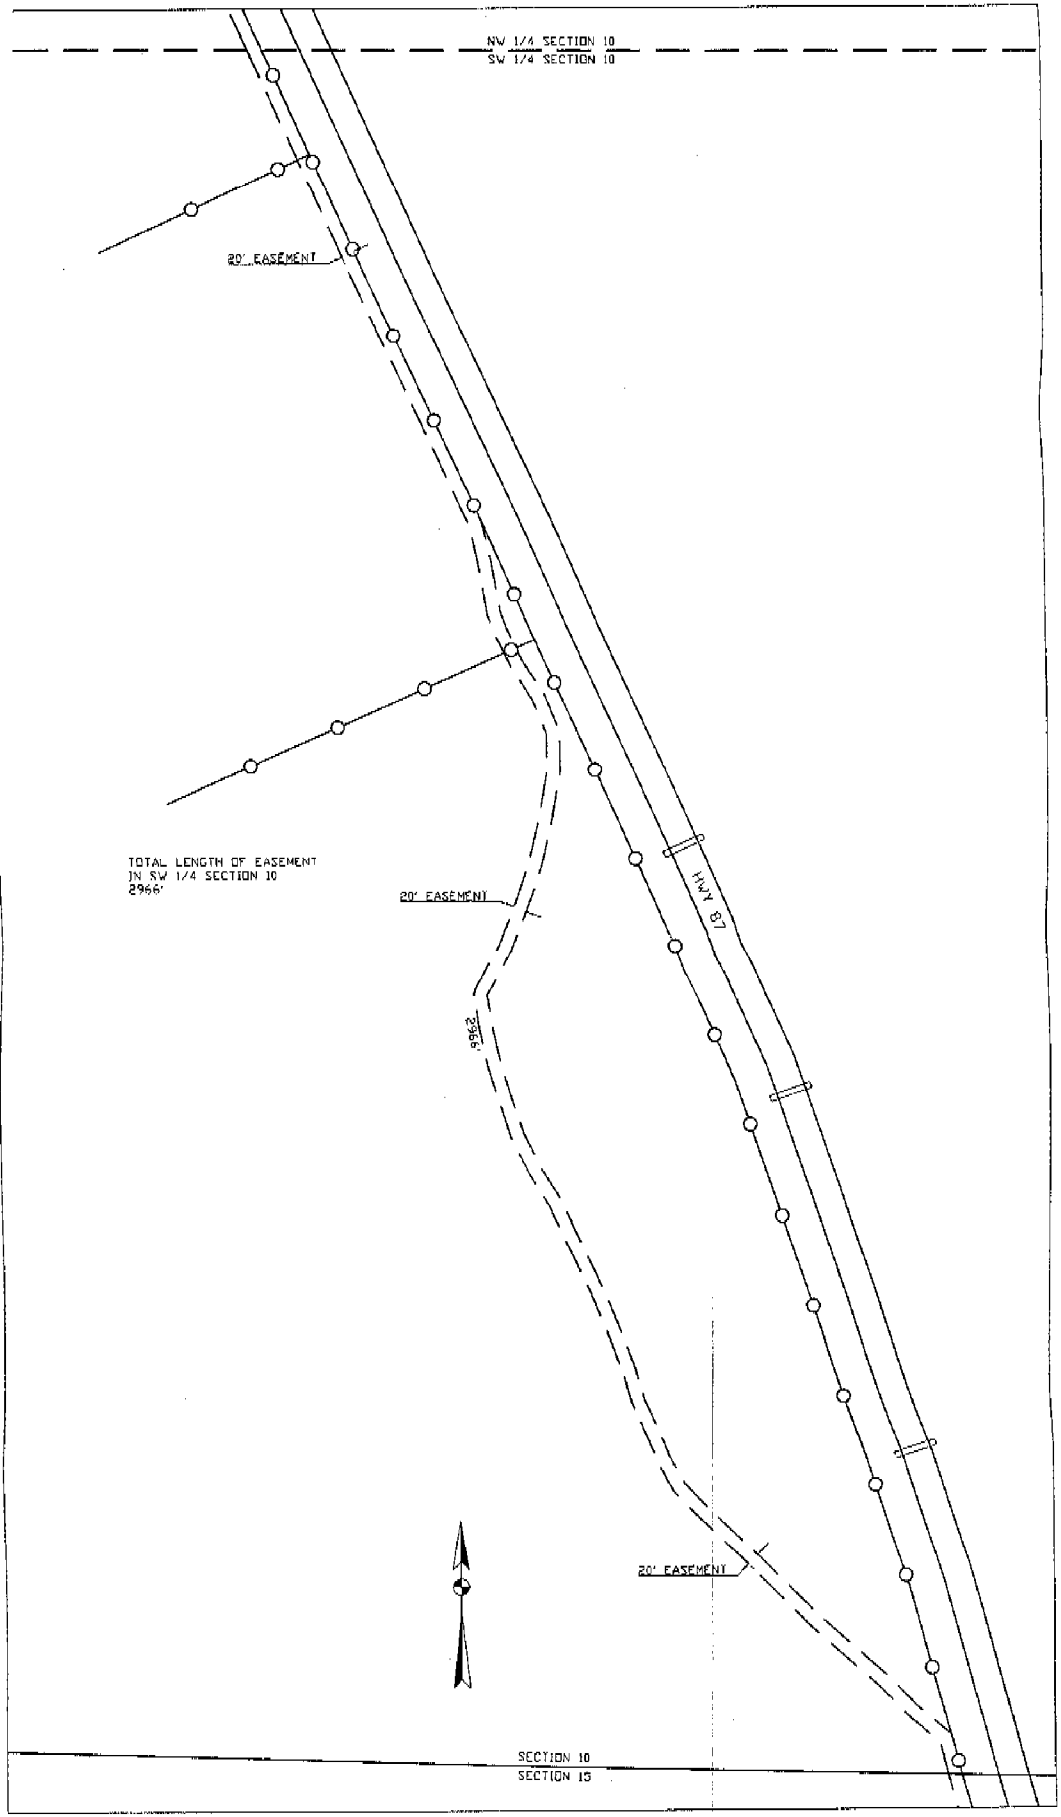 NW 1/4 SECTION 10
SW 1/4 SECTION 10
20' EASEMENT
TOTAL LENGTH OF EASEMENT
IN SW 1/4 SECTION 10
2966'
20' EASEMENT
HWY 87
2966'
20' EASEMENT
SECTION 10
SECTION 15